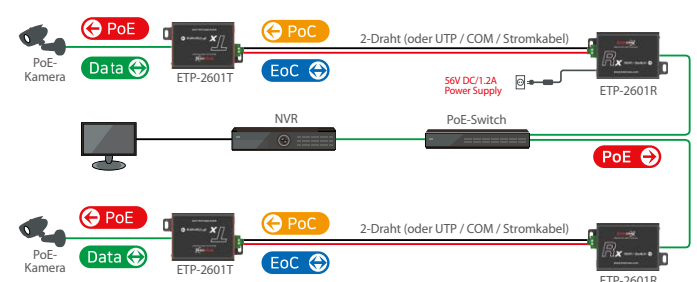 PoE
PoC
2-Draht (oder UTP / COM / Stromkabel)
PoE-
Kamera
Data
ETP-2601T
EoC
56V DC/1.2A
Power Supply
ETP-2601R
NVR
PoE-Switch
PoE
PoE
PoC
2-Draht (oder UTP / COM / Stromkabel)
PoE-
Kamera
Data
ETP-2601T
EoC
ETP-2601R